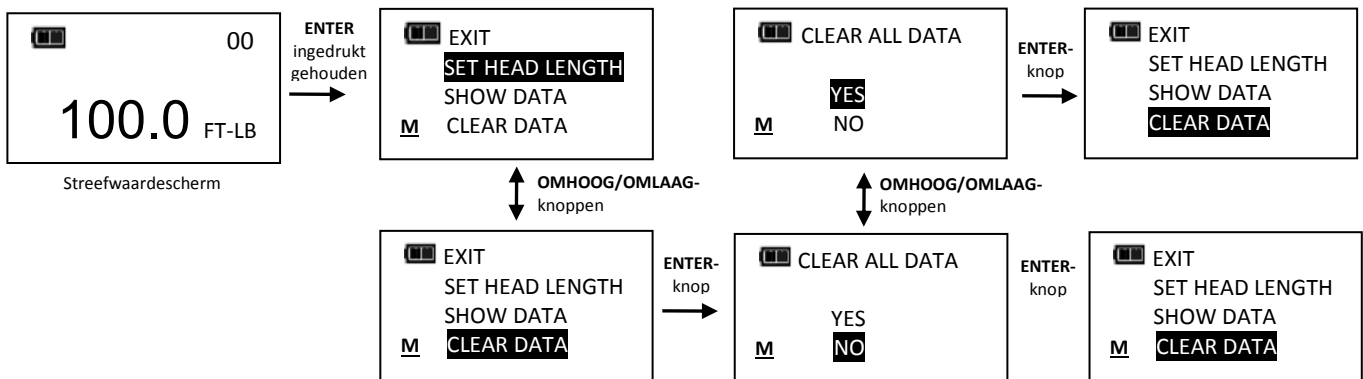 00
100.0 FT-LB
Streefwaardescherm
ENTER
ingedrukt
gehouden
EXIT
SET HEAD LENGTH
SHOW DATA
M CLEAR DATA
OMHOOG/OMLAAG-
knoppen
EXIT
SET HEAD LENGTH
SHOW DATA
M CLEAR DATA
ENTER-
knop
CLEAR ALL DATA
YES
M NO
OMHOOG/OMLAAG-
knoppen
CLEAR ALL DATA
YES
M NO
ENTER-
knop
EXIT
SET HEAD LENGTH
SHOW DATA
CLEAR DATA
ENTER-
knop
EXIT
SET HEAD LENGTH
SHOW DATA
M CLEAR DATA